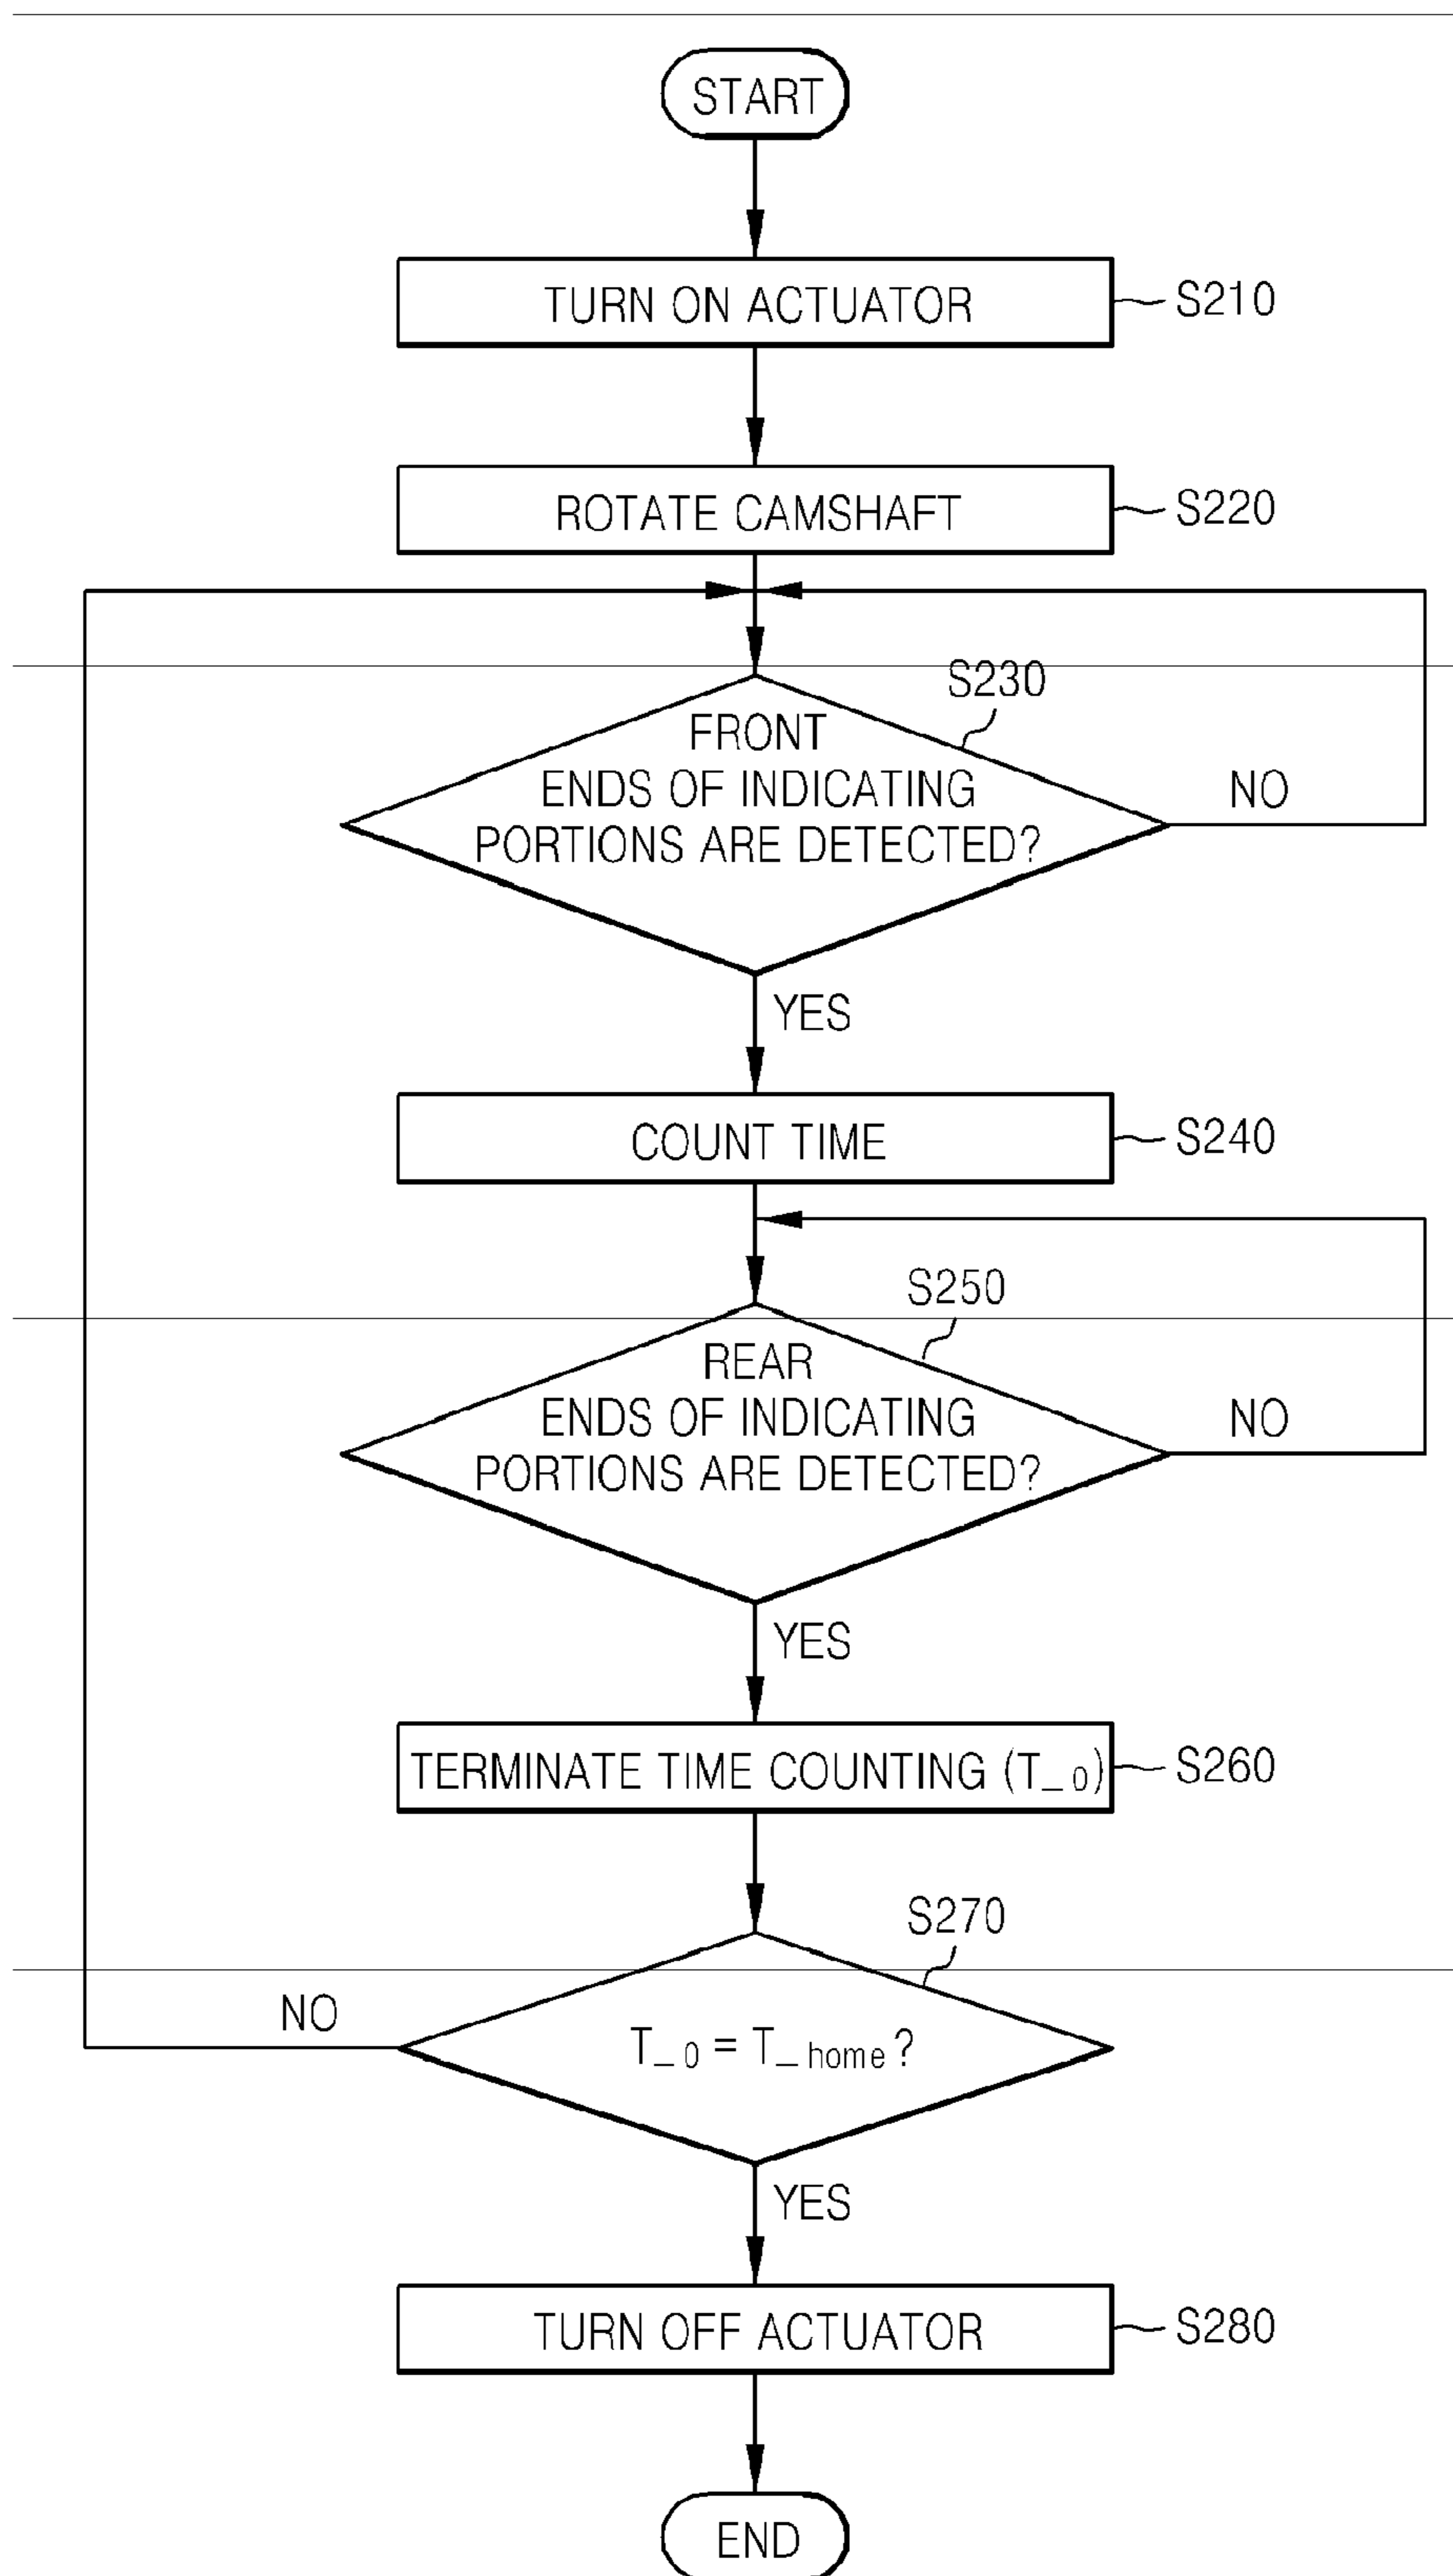 START
TURN ON ACTUATOR
S210
ROTATE CAMSHAFT
S220
S230
FRONT
ENDS OF INDICATING
PORTIONS ARE DETECTED?
NO
YES
COUNT TIME
S240
S250
REAR
ENDS OF INDICATING
PORTIONS ARE DETECTED?
NO
YES
TERMINATE TIME COUNTING (T_0)
S260
S270
NO
T_0 = T_home?
YES
TURN OFF ACTUATOR
S280
END